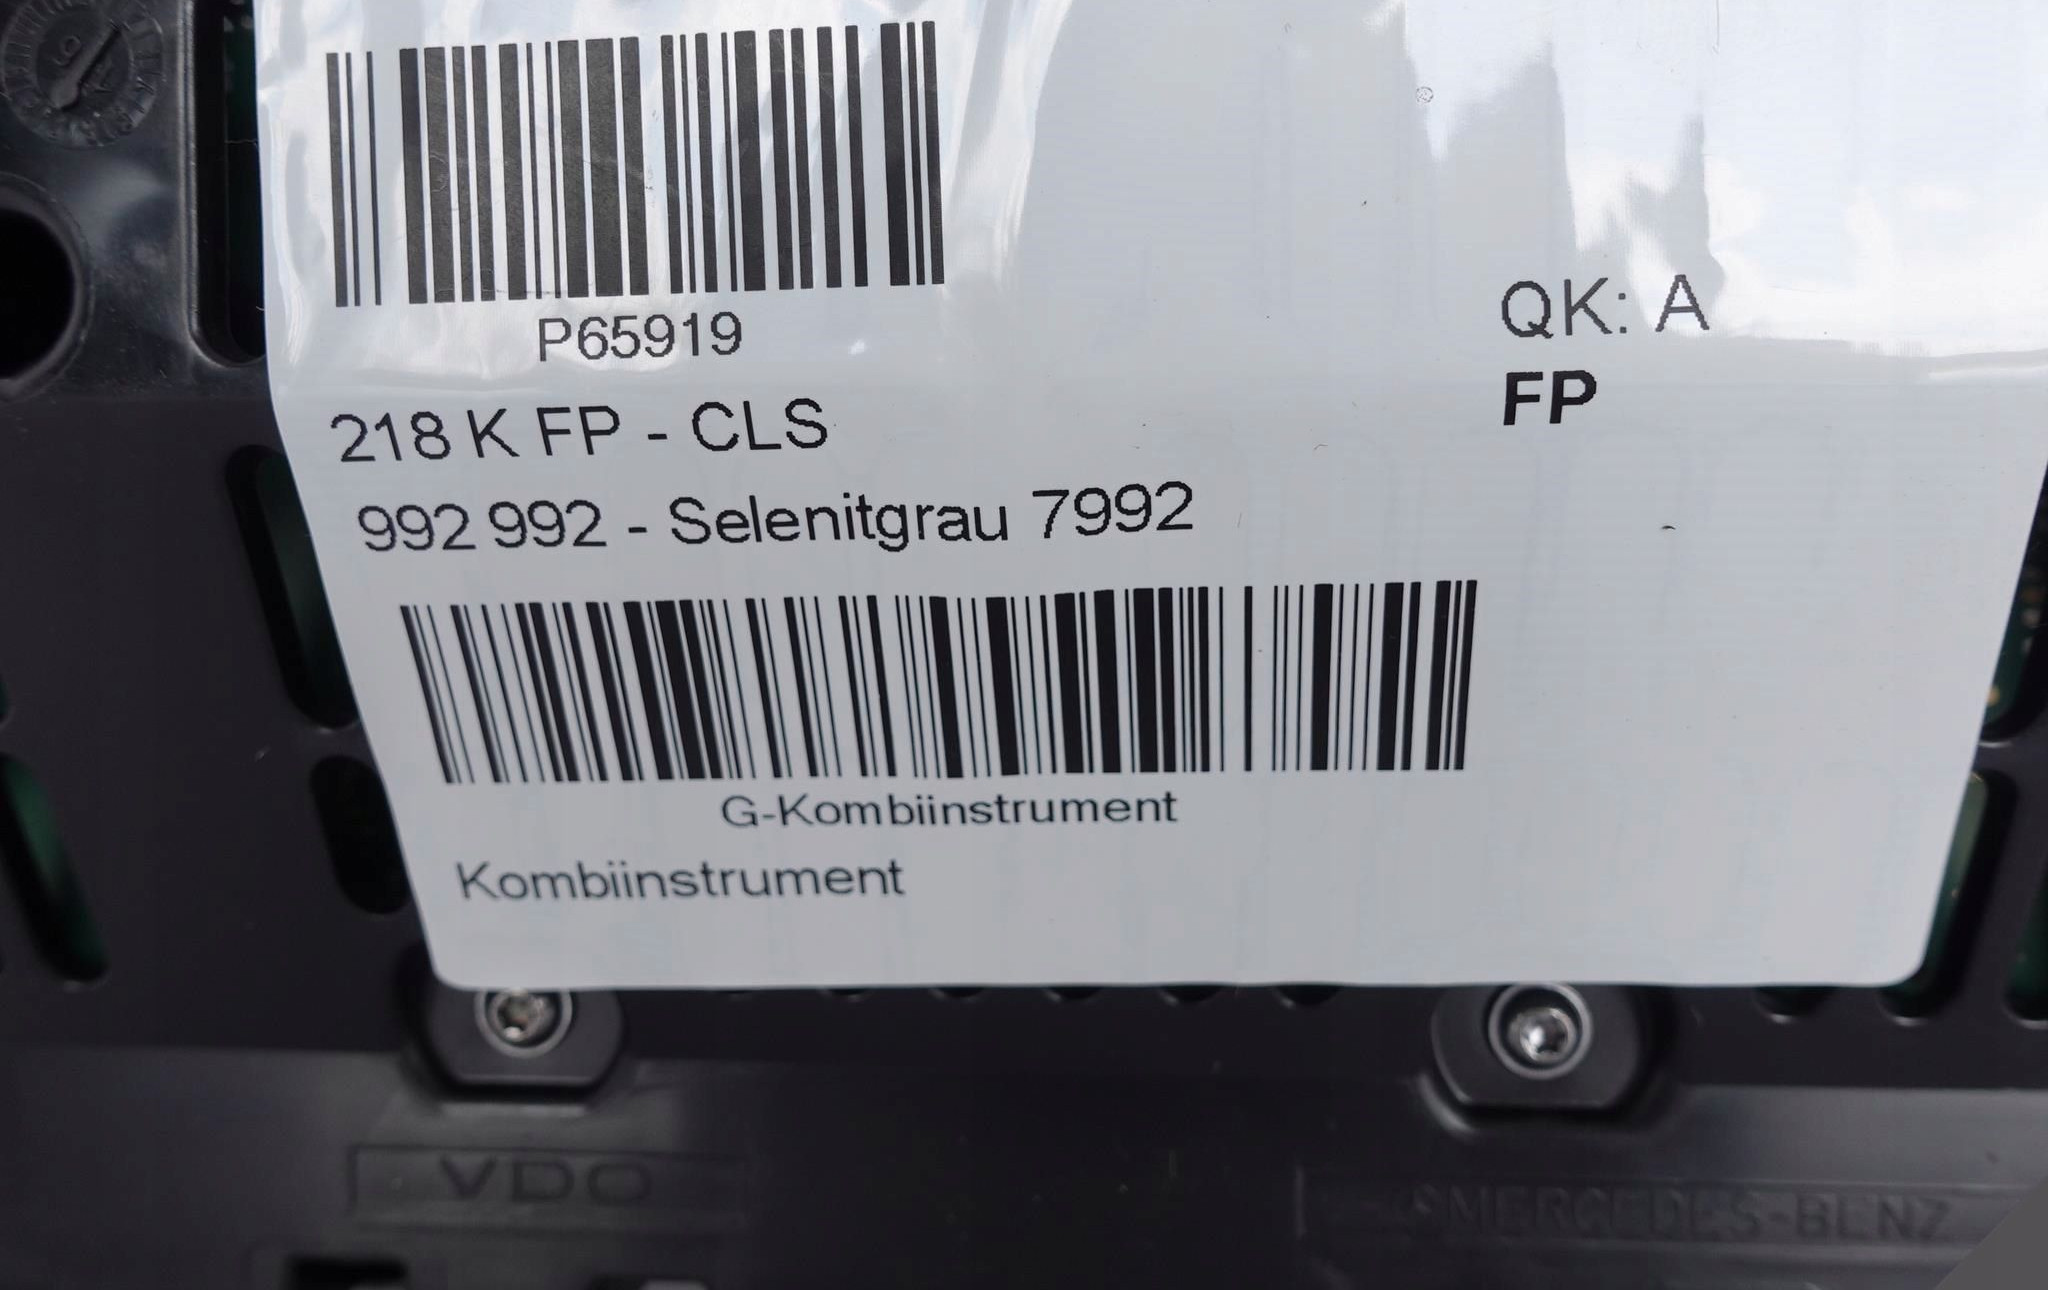 P65919
QK: A
218 K FP - CLS
FP
992 992 - Selenitgrau 7992
G-Kombiinstrument
Kombiinstrument
VDO
MERCEDES-BENZ